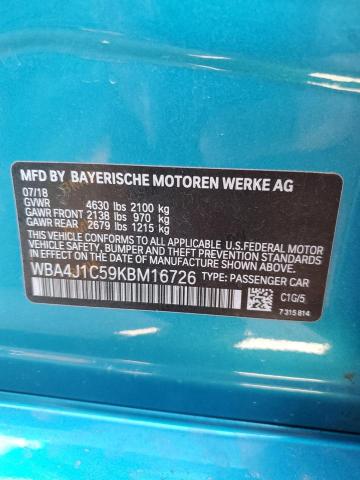 MFD BY BAYERISCHE MOTOREN WERKE AG
07/18
GVWR 4630 lbs 2100 kg
GAWR FRONT 2138 lbs 970 kg
GAWR REAR 2679 lbs 1215 kg
THIS VEHICLE CONFORMS TO ALL APPLICABLE U.S.FEDERAL MOTOR
VEHICLE SAFETY, BUMPER, AND THEFT PREVENTION STANDARDS
IN EFFECT ON THE DATE OF MANUFACTURE SHOWN ABOVE.
WBA4J1C59KBM16726 TYPE: PASSENGER CAR
C1G/5
7 315 814